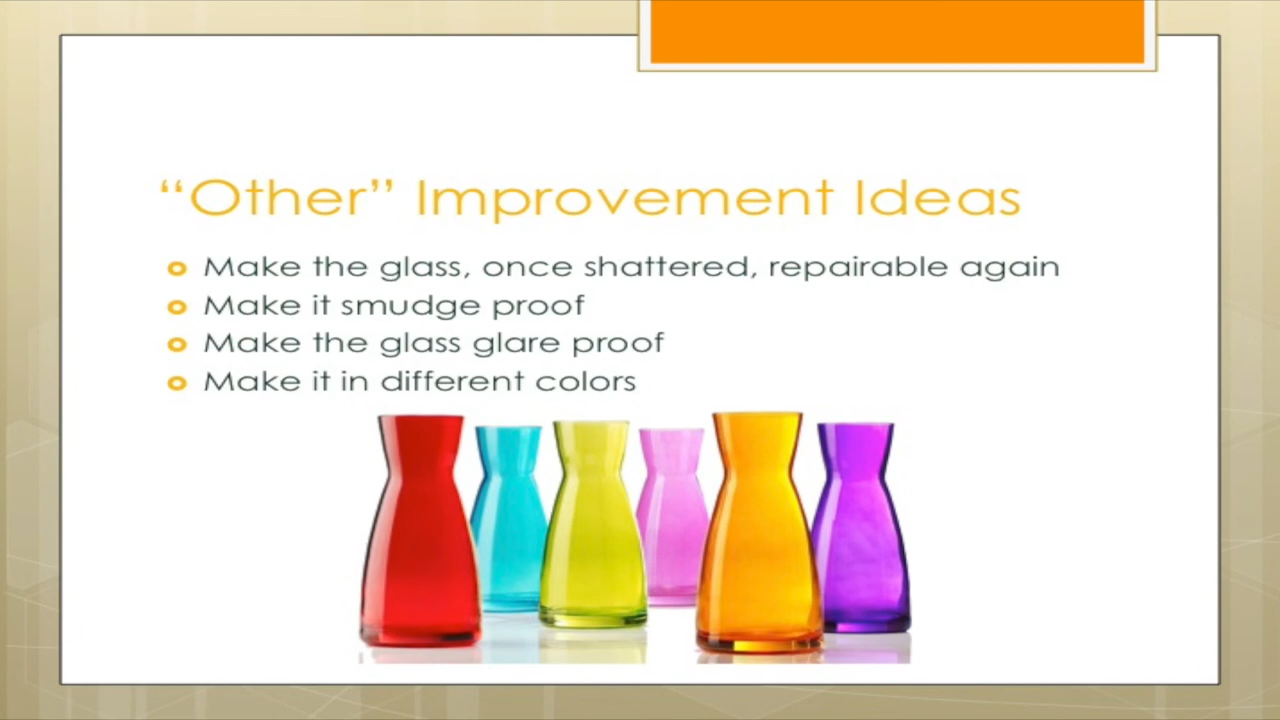 “Other” Improvement Ideas
Make the glass, once shattered, repairable again
Make it smudge proof
Make the glass glare proof
Make it in different colors